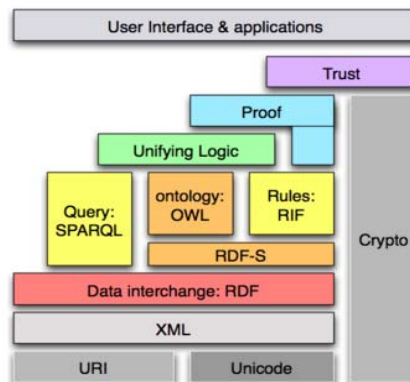 User Interface & applications
Trust
Proof
Unifying Logic
Query:
SPARQL
ontology:
OWL
Rules:
RIF
RDF-S
Crypto
Data interchange: RDF
XML
URI
Unicode